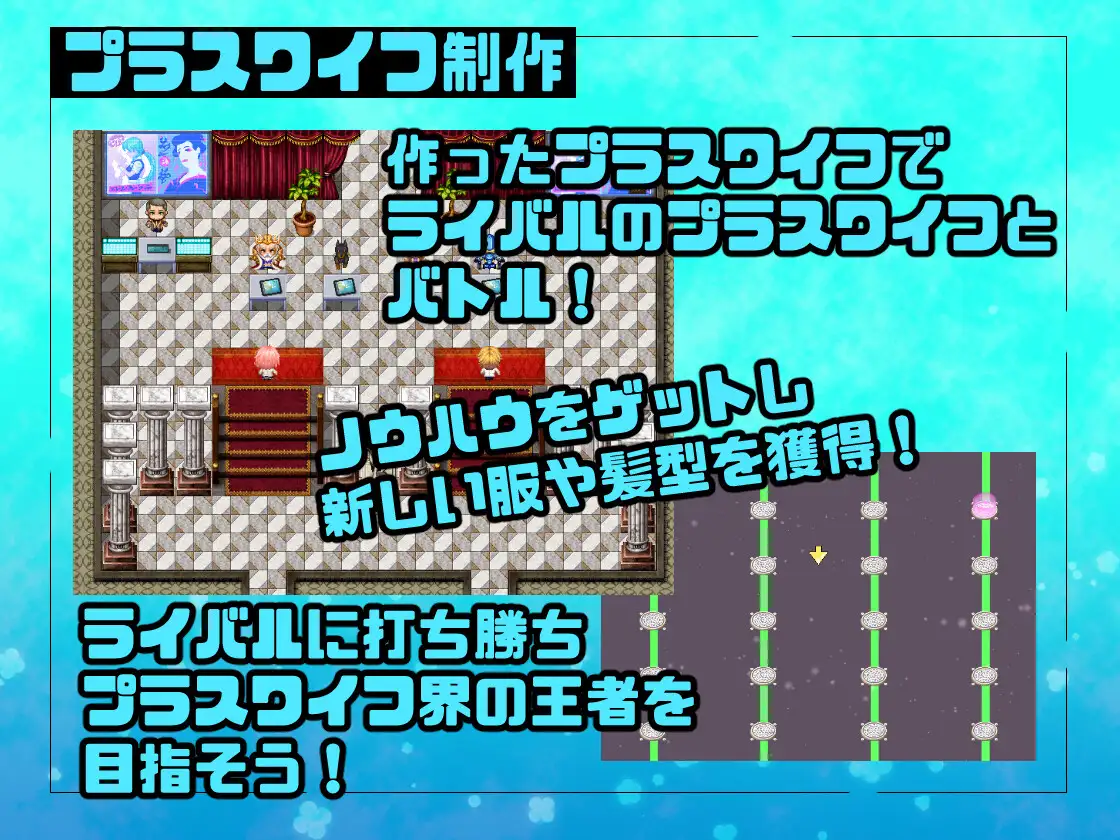 プラスワイフ制作
作ったプラスワイフで
ライバルのプラスワイフと
バトル！
ノウハウをゲットし
新しい服や髪型を獲得！
ライバルに打ち勝ち
プラスワイフ界の王者を
目指そう！